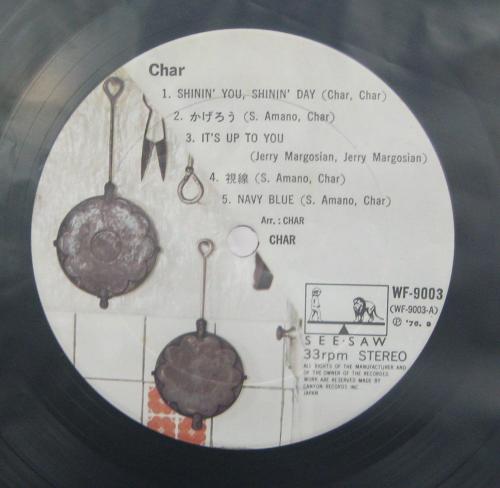 Char
1. SHININ' YOU, SHININ' DAY (Char, Char)
2. かげろう (S. Amano, Char)
3. IT'S UP TO YOU
(Jerry Margosian, Jerry Margosian)
4. 視線 (S. Amano, Char)
5. NAVY BLUE (S. Amano, Char)
Arr.: CHAR
CHAR
WF-9003
(WF-9003-A)
Ⓟ '76. 9
SEE・SAW
33rpm STEREO
ALL RIGHTS OF THE MANUFACTURER AND
OF THE OWNER OF THE RECORDED
WORK ARE RESERVED MADE BY
CANYON RECORDS INC
JAPAN